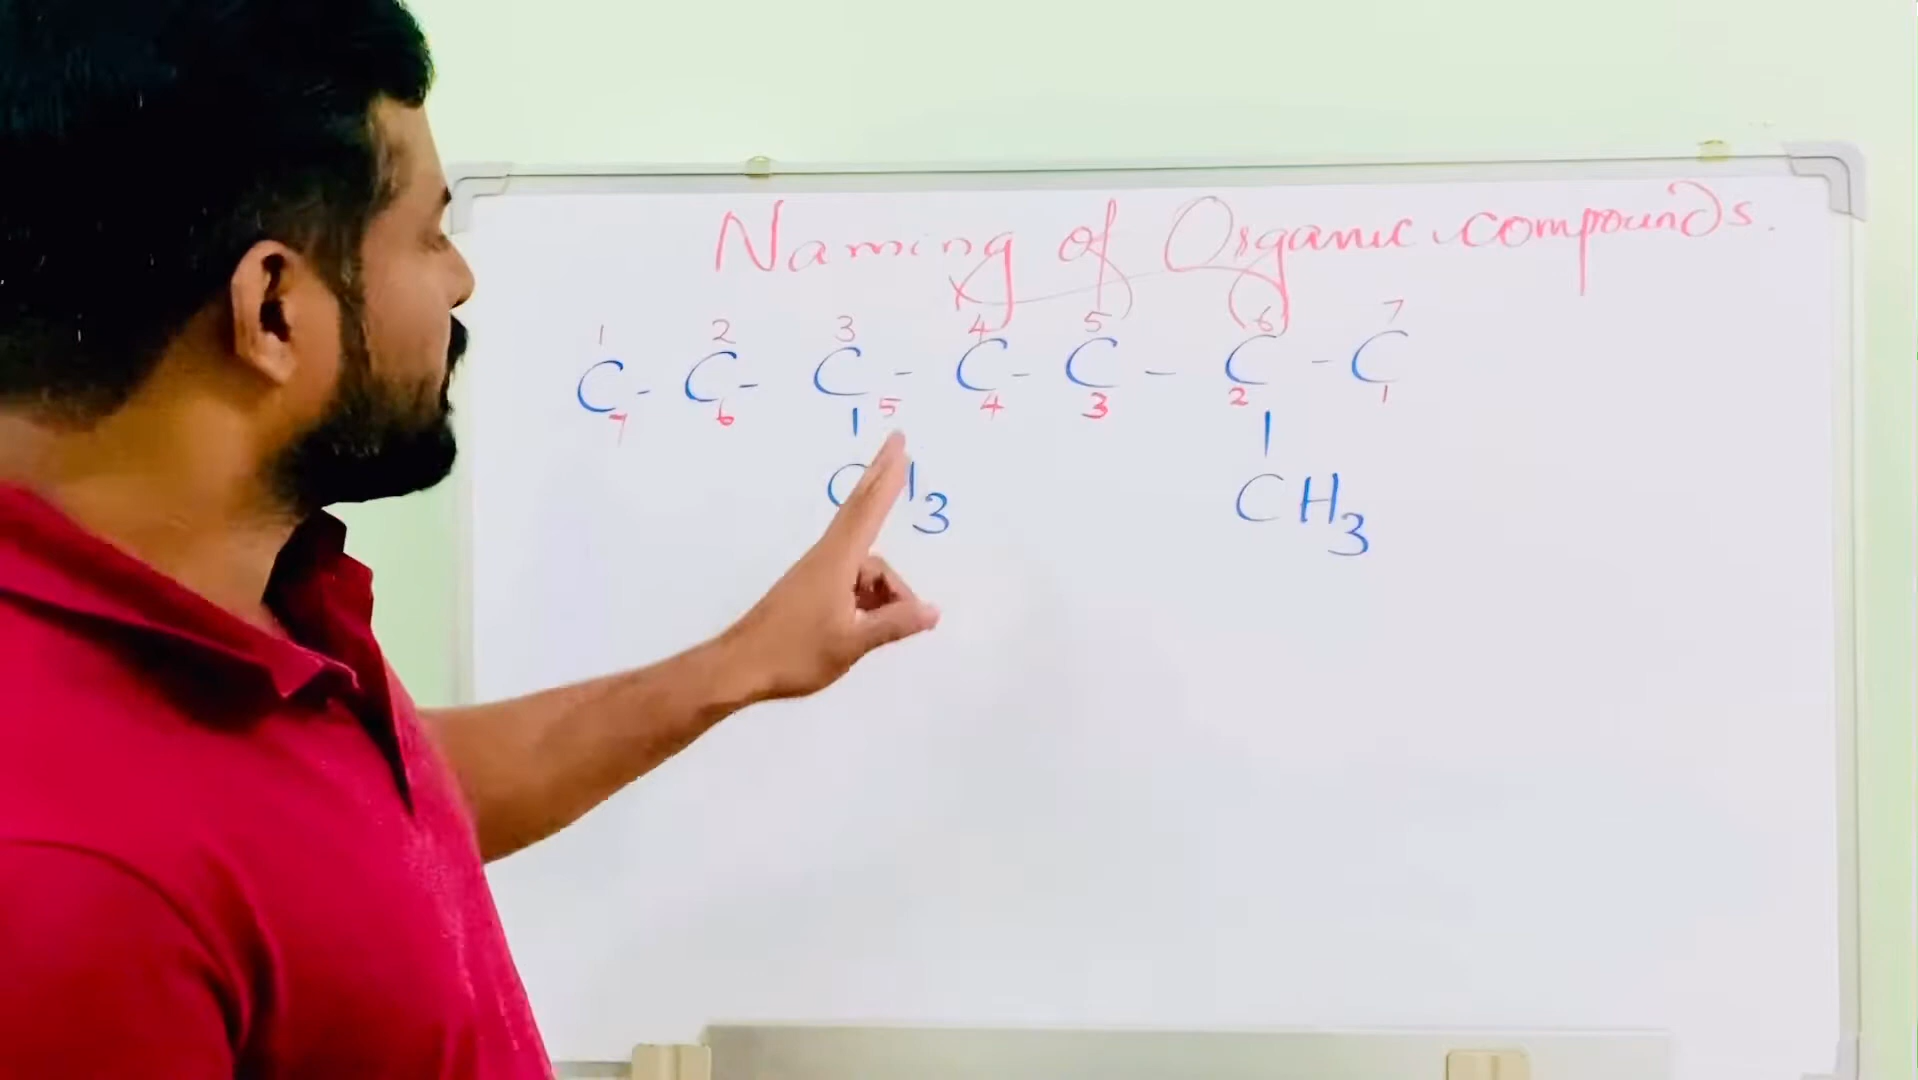 Naming of Organic compounds.
1 2 3 4 5 6 7
C - C - C - C - C - C - C
7 6 5 4 3 2 1
CH3 CH3